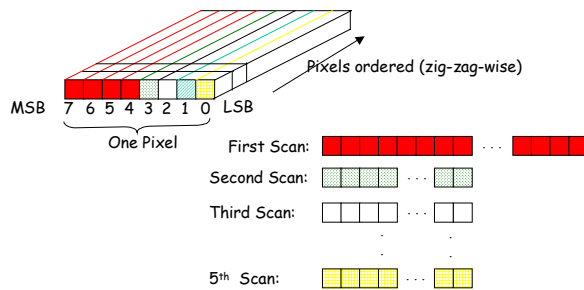 Pixels ordered (zig-zag-wise)
MSB 7 6 5 4 3 2 1 0 LSB
One Pixel
First Scan: . . .
Second Scan: . . .
Third Scan: . . .
5th Scan: . . .